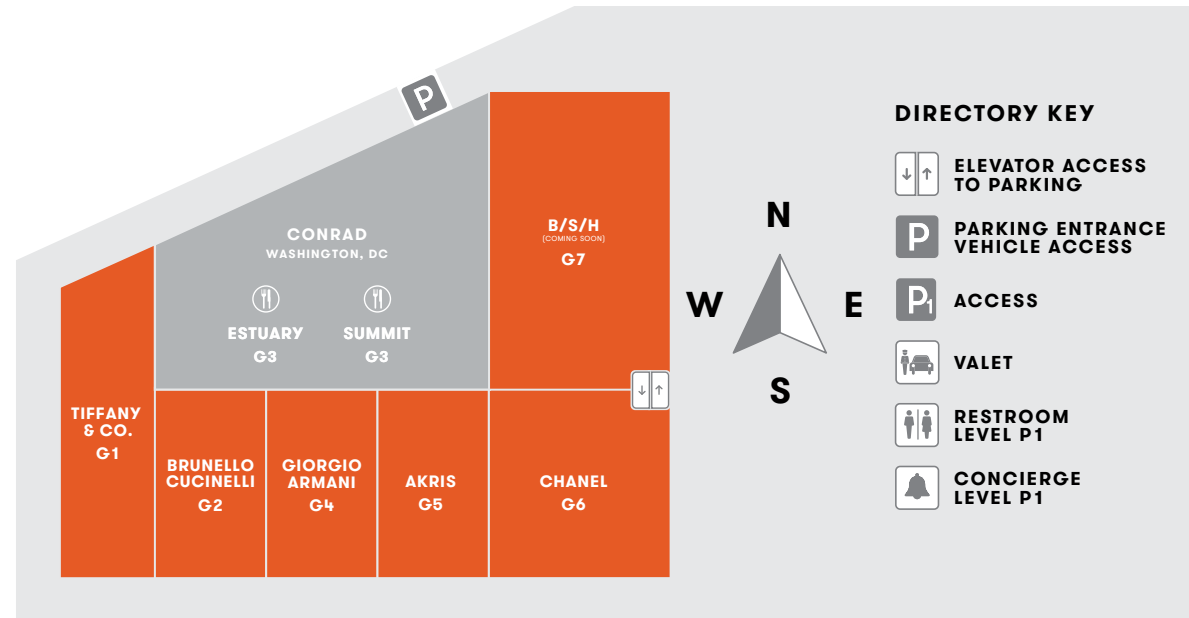 P
CONRAD
WASHINGTON, DC
ESTUARY
G3
SUMMIT
G3
B/S/H
(COMING SOON)
G7
TIFFANY
& CO.
G1
BRUNELLO
CUCINELLI
G2
GIORGIO
ARMANI
G4
AKRIS
G5
CHANEL
G6
N
W
E
S
DIRECTORY KEY
ELEVATOR ACCESS
TO PARKING
P
PARKING ENTRANCE
VEHICLE ACCESS
P1
ACCESS
VALET
RESTROOM
LEVEL P1
CONCIERGE
LEVEL P1